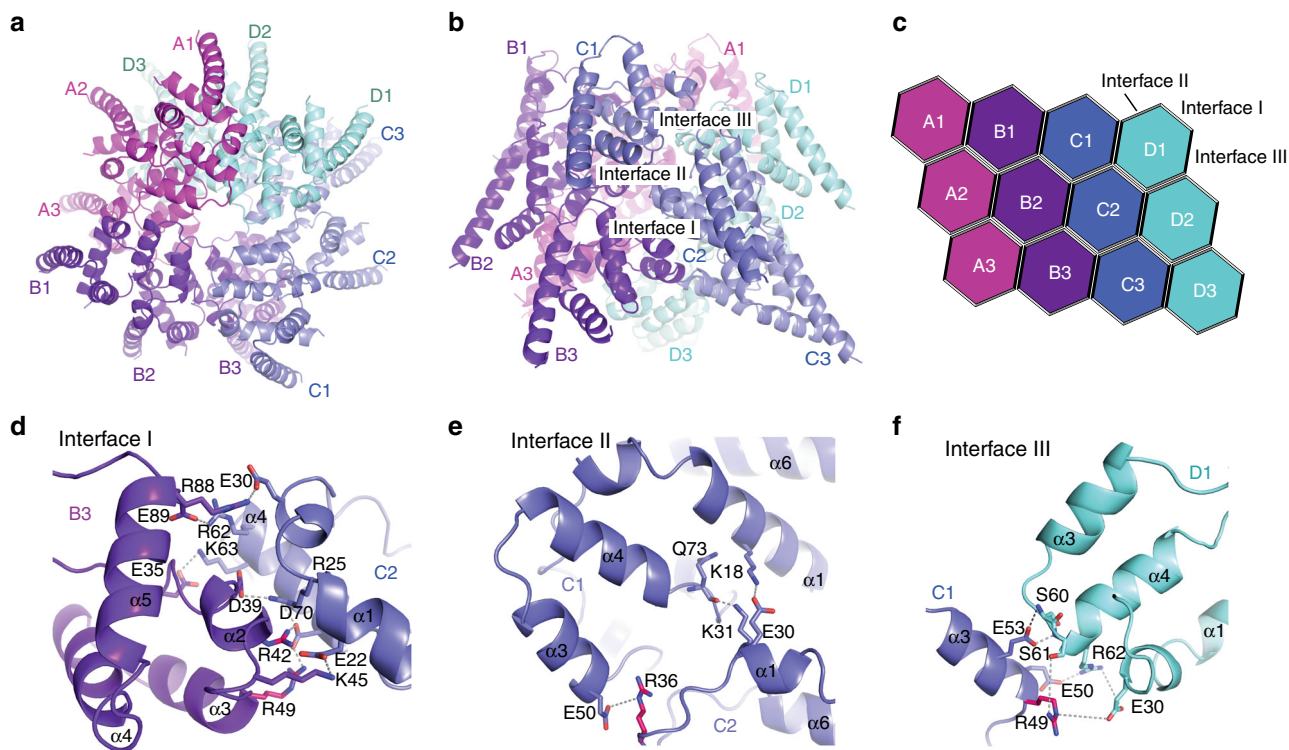 a
A1
D2
D3
A2
D1
C3
A3
C2
B1
B2
B3
C1
b
B1
C1
A1
D1
Interface III
Interface II
D2
Interface I
B2
C2
A3
B3
D3
C3
c
Interface II
Interface I
A1
B1
C1
D1
Interface III
A2
B2
C2
D2
A3
B3
C3
D3
d
Interface I
R88
E30
B3
E89
α4
R62
K63
C2
E35
R25
α5
D39
D70
α2
α1
R42
E22
K45
α3
R49
α4
e
Interface II
α6
Q73
α4
K18
C1
α1
K31
E30
α3
α1
R36
E50
C2
α6
f
Interface III
D1
α3
α4
C1
S60
α3
E53
α1
S61
R62
E50
R49
E30